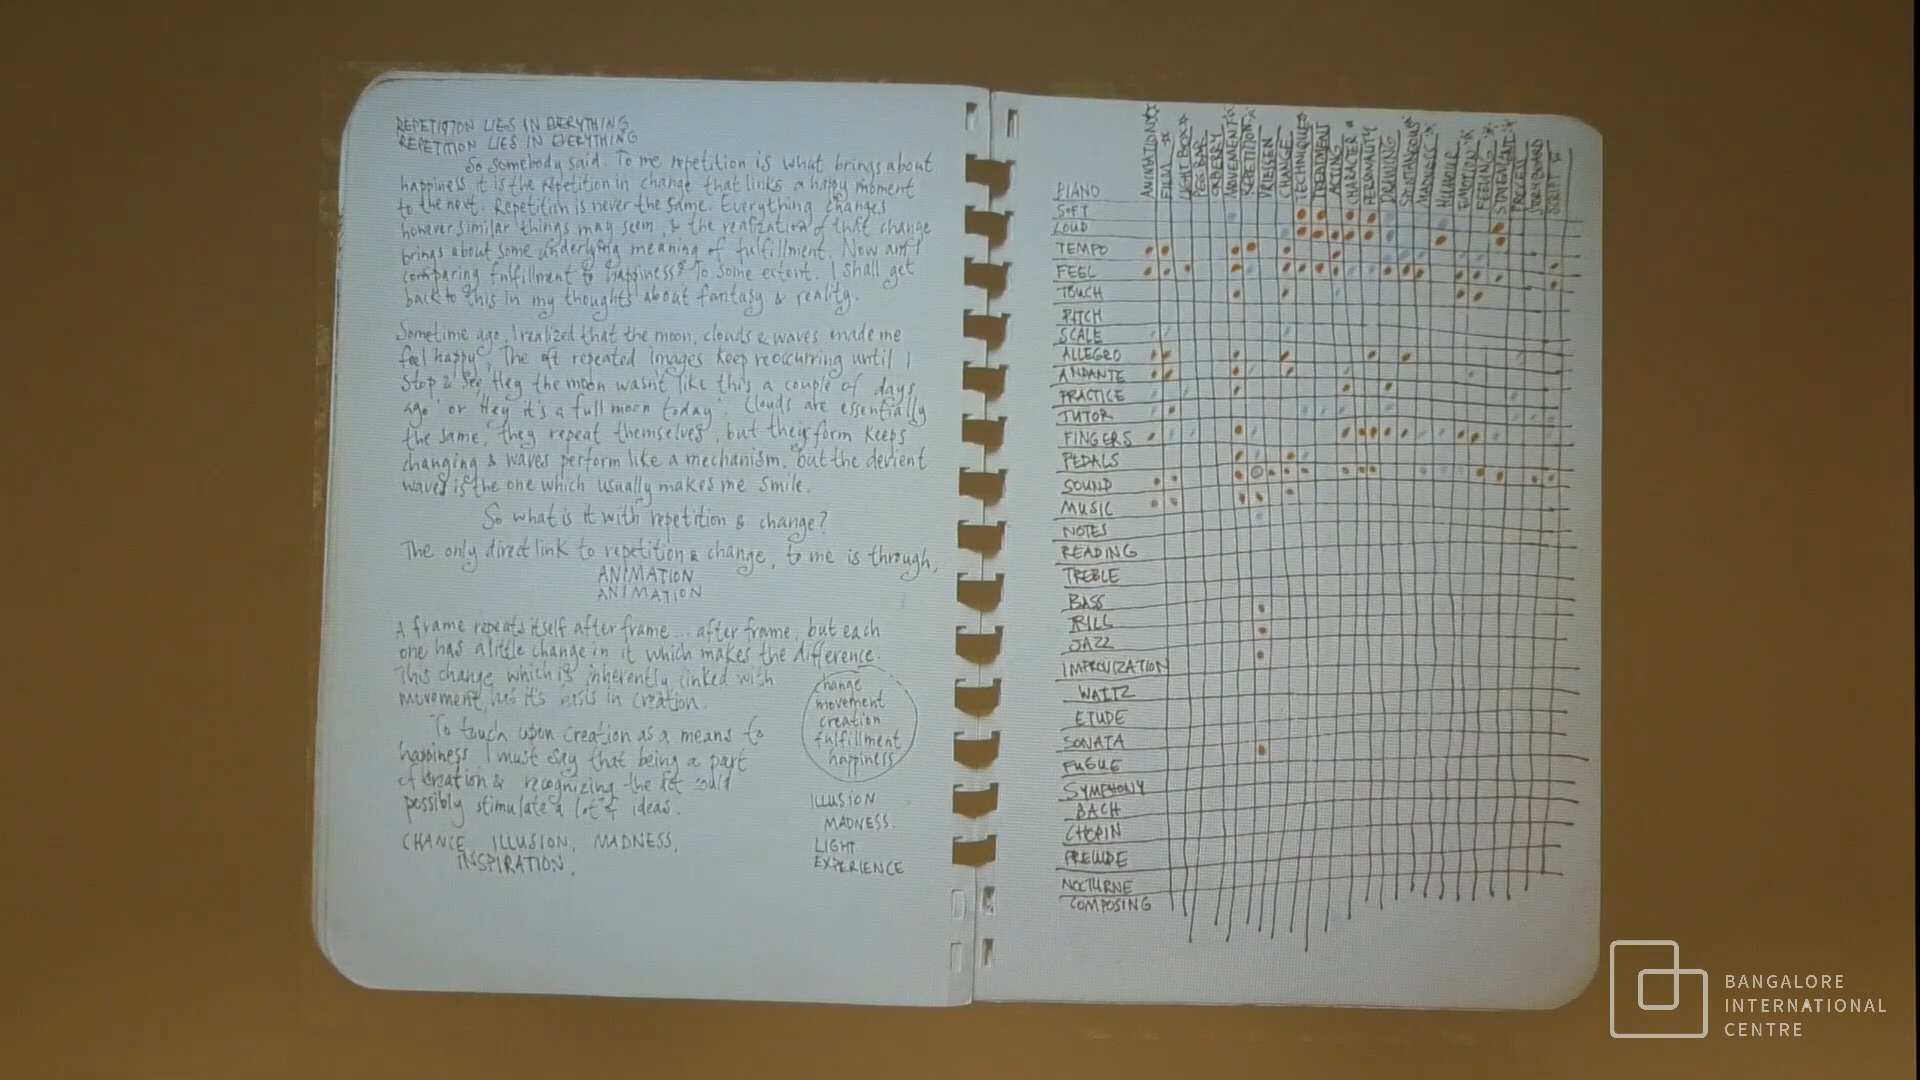 REPETITION LIES IN EVERYTHING
REPETITION LIES IN EVERYTHING
So somebody said. To me repetition is what brings about
happiness it is the repetition in change that links a happy moment
to the next. Repetition is never the same. Everything changes
however similar things may seem, & the realization of that change
brings about some underlying meaning of fulfillment. Now am I
comparing fulfillment to happiness? To some extent. I shall get
back to this in my thoughts about fantasy & reality.
Sometime ago, I realized that the moon, clouds & waves made me
feel happy. The oft repeated images keep reoccurring until I
stop & see, 'Hey the moon wasn't like this a couple of days
ago' or 'Hey it's a full moon today'. Clouds are essentially
the same, they repeat themselves, but their form keeps
changing & waves perform like a mechanism, but the devient
waves is the one which usually makes me smile.
So what is it with repetition & change?
The only direct link to repetition & change, to me is through,
ANIMATION
ANIMATION
A frame repeats itself after frame... after frame, but each
one has a little change in it which makes the difference.
This change which is inherently linked with
movement, has it's basis in creation.
To touch upon creation as a means to
happiness I must say that being a part
of creation & recognizing the fact could
possibly stimulate a lot of ideas.
CHANGE ILLUSION, MADNESS,
INSPIRATION,
change
movement
creation
fulfillment
happiness
ILLUSION
MADNESS.
LIGHT
EXPERIENCE
ANIMATION
FILM
LIGHT BOX
PEG BAR
MOVEMENT
REPETITION
CHANGE
TECHNIQUE
TREATMENT
ACTING
CHARACTER
PERSONALITY
DRAWING
SPONTANEOUS
MADNESS
HUMOUR
EMOTION
FEELING
STATEMENT
PROCESS
STORYBOARD
SCRIPT
PIANO
SOFT
LOUD
TEMPO
FEEL
TOUCH
PITCH
SCALE
ALLEGRO
ANDANTE
PRACTICE
TUTOR
FINGERS
PEDALS
SOUND
MUSIC
NOTES
READING
TREBLE
BASS
JAZZ
IMPROVIZATION
WALTZ
ETUDE
SONATA
FUGUE
SYMPHONY
BACH
CHOPIN
PRELUDE
NOCTURNE
COMPOSING
BANGALORE
INTERNATIONAL
CENTRE